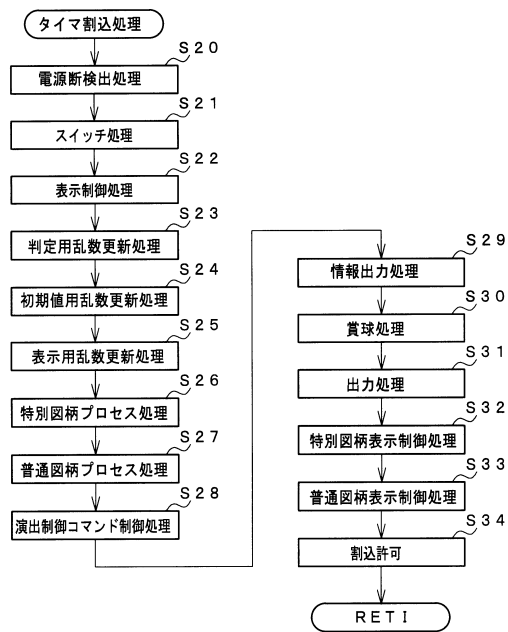 タイマ割込処理
S20
電源断検出処理
S21
スイッチ処理
S22
表示制御処理
S23
判定用乱数更新処理
S24
初期値用乱数更新処理
S25
表示用乱数更新処理
S26
特別図柄プロセス処理
S27
普通図柄プロセス処理
S28
演出制御コマンド制御処理
S29
情報出力処理
S30
賞球処理
S31
出力処理
S32
特別図柄表示制御処理
S33
普通図柄表示制御処理
S34
割込許可
RETI